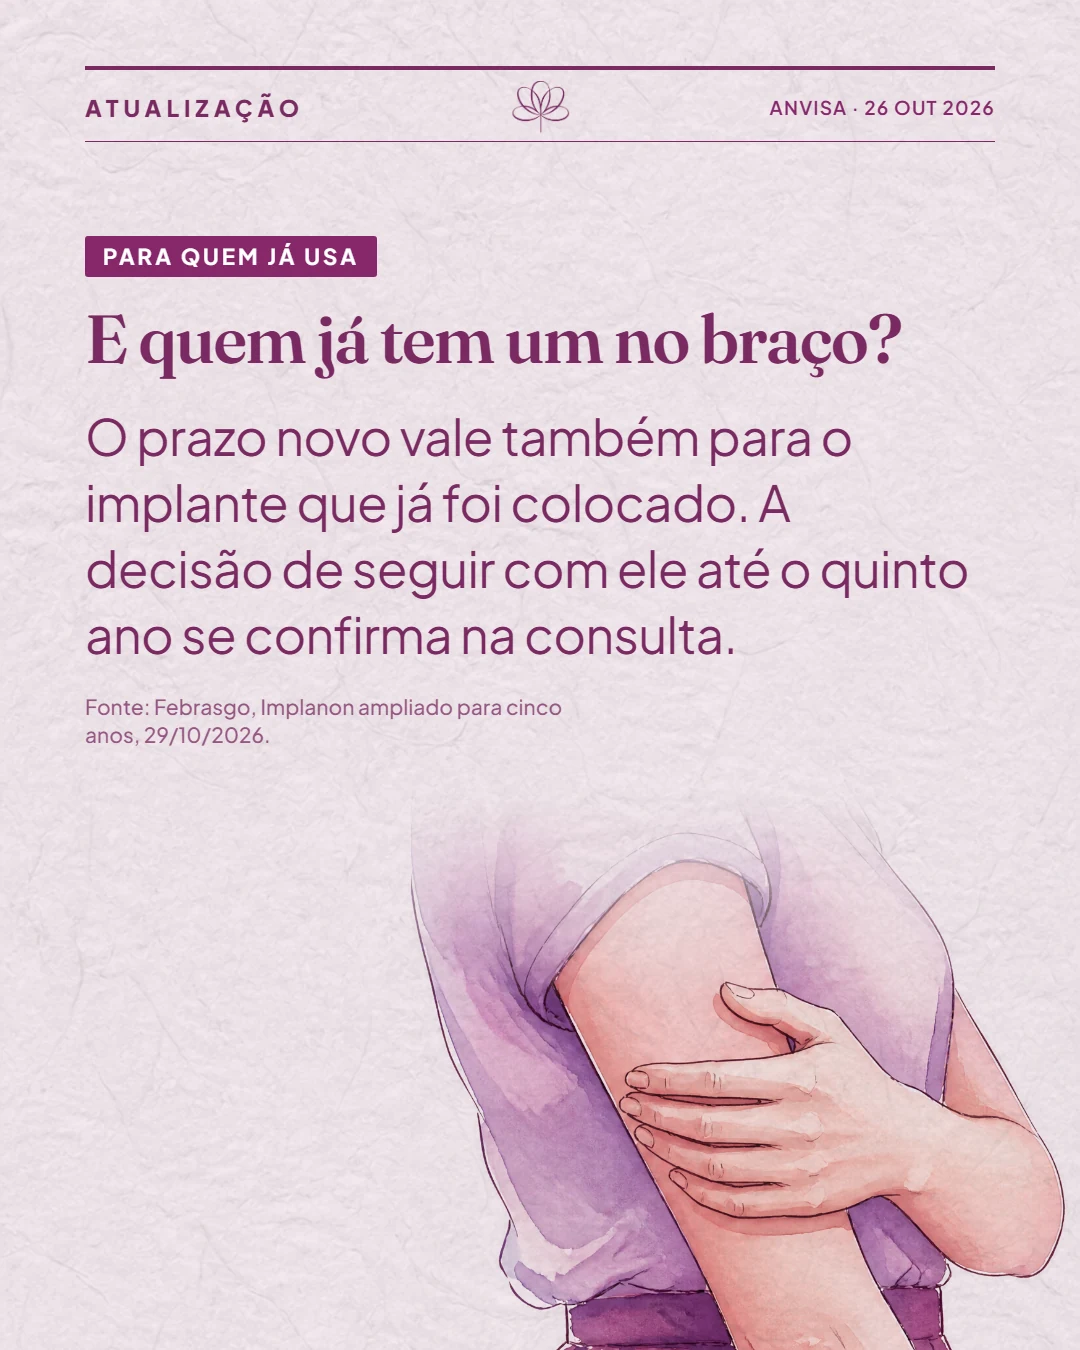 ATUALIZAÇÃO
ANVISA · 26 OUT 2026
PARA QUEM JÁ USA
E quem já tem um no braço?
O prazo novo vale também para o
implante que já foi colocado. A
decisão de seguir com ele até o quinto
ano se confirma na consulta.
Fonte: Febrasgo, Implanon ampliado para cinco
anos, 29/10/2026.